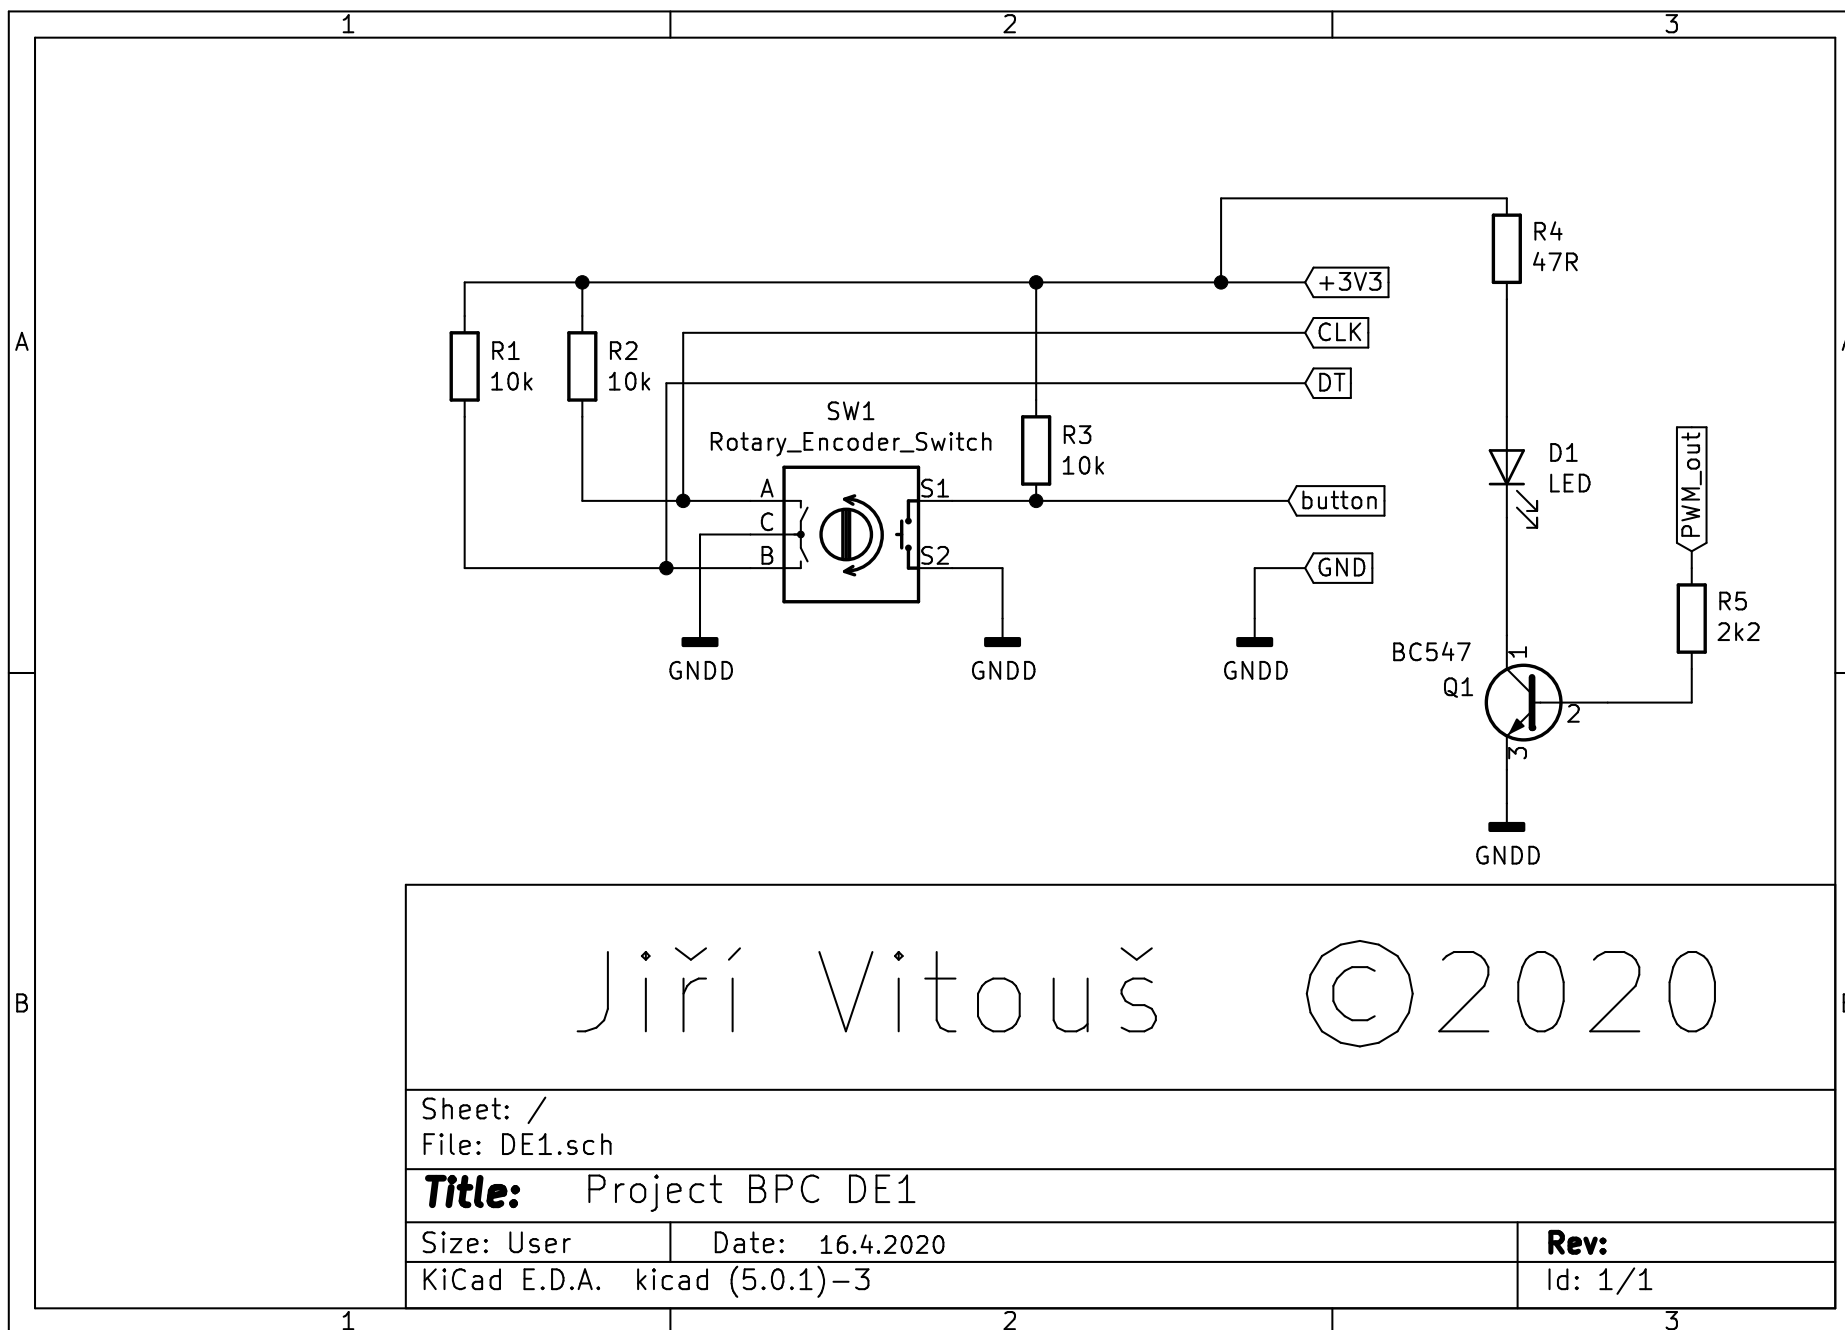 1 2 3
R4
47R
+3V3
A
CLK
R1
10k
R2
10k
DT
SW1
Rotary_Encoder_Switch
R3
10k
D1
LED
PWM_out
A
C
B
S1
S2
button
GND
R5
2k2
GNDD
GNDD
GNDD
BC547
Q1
1
2
3
GNDD
B
Jiří Vitouš ©2020
Sheet: /
File: DE1.sch
Title: Project BPC DE1
Size: User Date: 16.4.2020 Rev:
KiCad E.D.A. kicad (5.0.1)-3 Id: 1/1
1 2 3